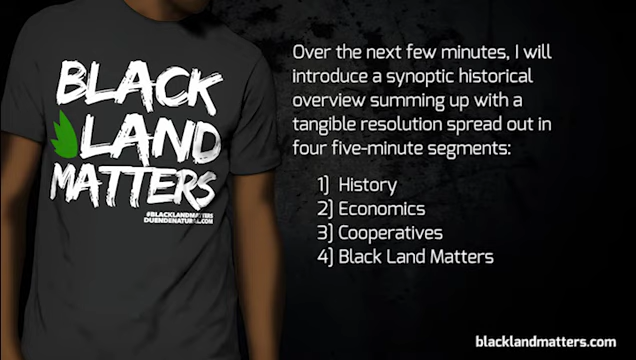 BLACK
LAND
MATTERS
#BLACKLANDMATTERS
DUENDENATURAL.COM
Over the next few minutes, I will
introduce a synoptic historical
overview summing up with a
tangible resolution spread out in
four five-minute segments:
1) History
2) Economics
3) Cooperatives
4) Black Land Matters
blacklandmatters.com